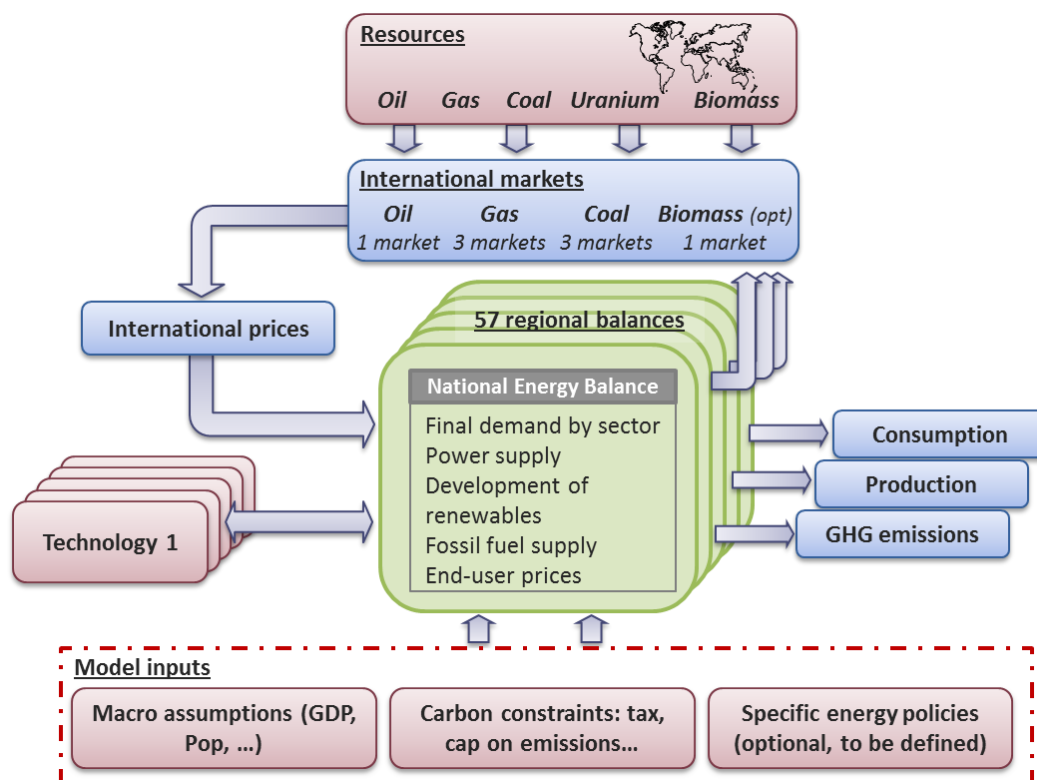 Resources
Oil Gas Coal Uranium Biomass
International markets
Oil Gas Coal Biomass (opt)
1 market 3 markets 3 markets 1 market
International prices
57 regional balances
National Energy Balance
Final demand by sector
Power supply
Development of
renewables
Fossil fuel supply
End-user prices
Consumption
Production
GHG emissions
Technology 1
Model inputs
Macro assumptions (GDP,
Pop, ...)
Carbon constraints: tax,
cap on emissions...
Specific energy policies
(optional, to be defined)